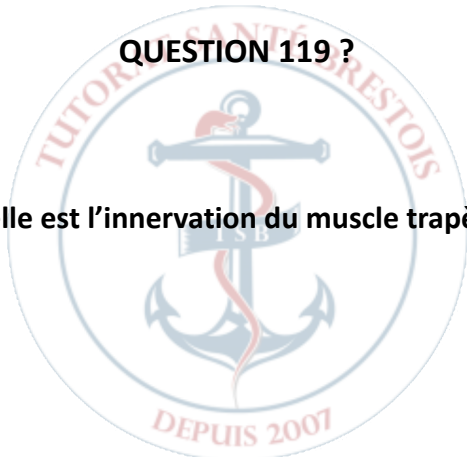 QUESTION 119 ?
TUTORAT SANTÉ BRESTOIS
lle est l'innervation du muscle trapè
TSB
DEPUIS 2007